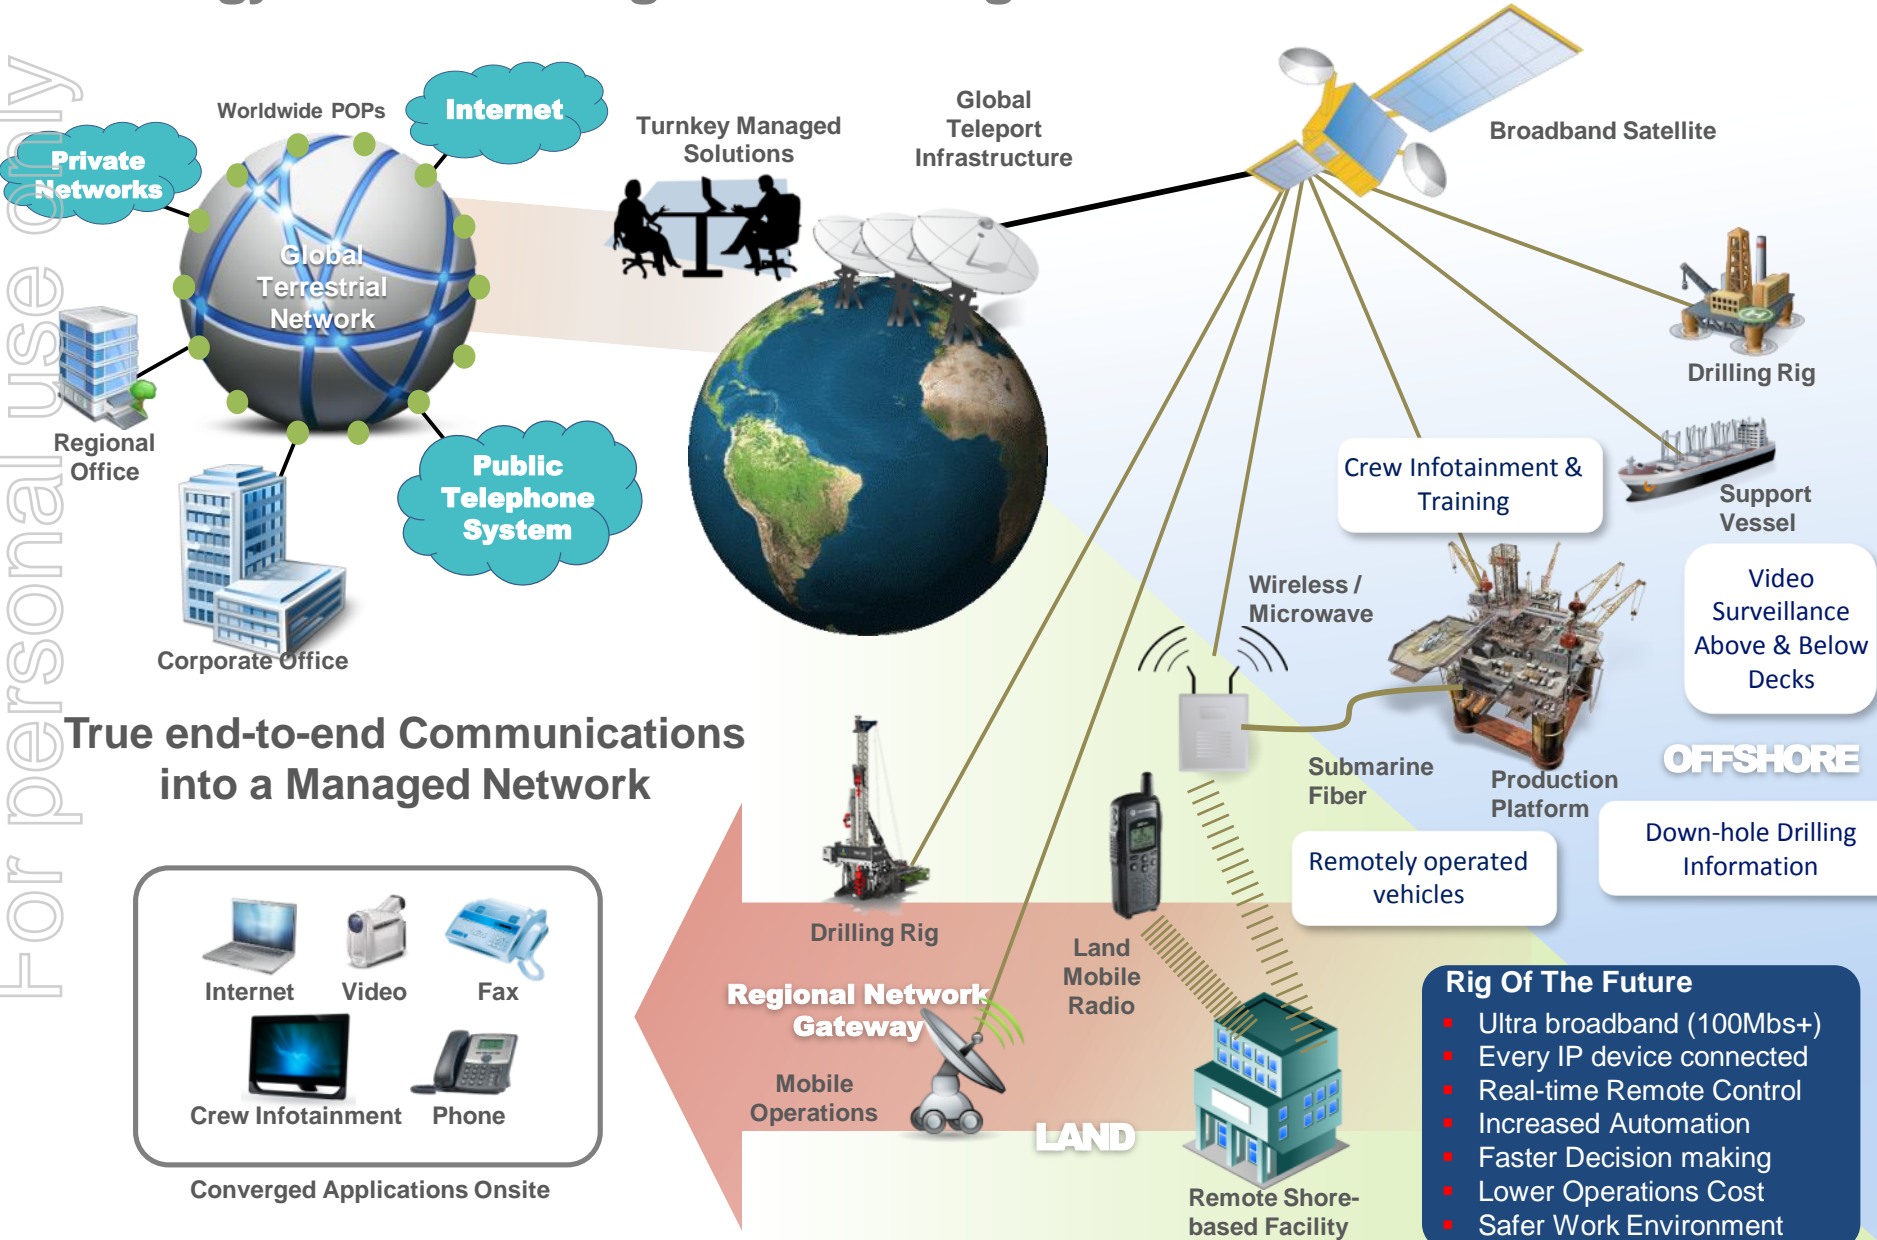 For personal use only
Worldwide POPs
Internet
Private
Networks
Global
Terrestrial
Network
Regional
Office
Public
Telephone
System
Corporate Office
Turnkey Managed
Solutions
Global
Teleport
Infrastructure
Broadband Satellite
Drilling Rig
Crew Infotainment &
Training
Support
Vessel
Video
Surveillance
Above & Below
Decks
Wireless /
Microwave
OFFSHORE
Submarine
Fiber
Production
Platform
Down-hole Drilling
Information
Remotely operated
vehicles
True end-to-end Communications
into a Managed Network
Drilling Rig
Land
Mobile
Radio
Regional Network
Gateway
Mobile
Operations
LAND
Remote Shore-
based Facility
Internet
Video
Fax
Crew Infotainment
Phone
Converged Applications Onsite
Rig Of The Future
Ultra broadband (100Mbs+)
Every IP device connected
Real-time Remote Control
Increased Automation
Faster Decision making
Lower Operations Cost
Safer Work Environment